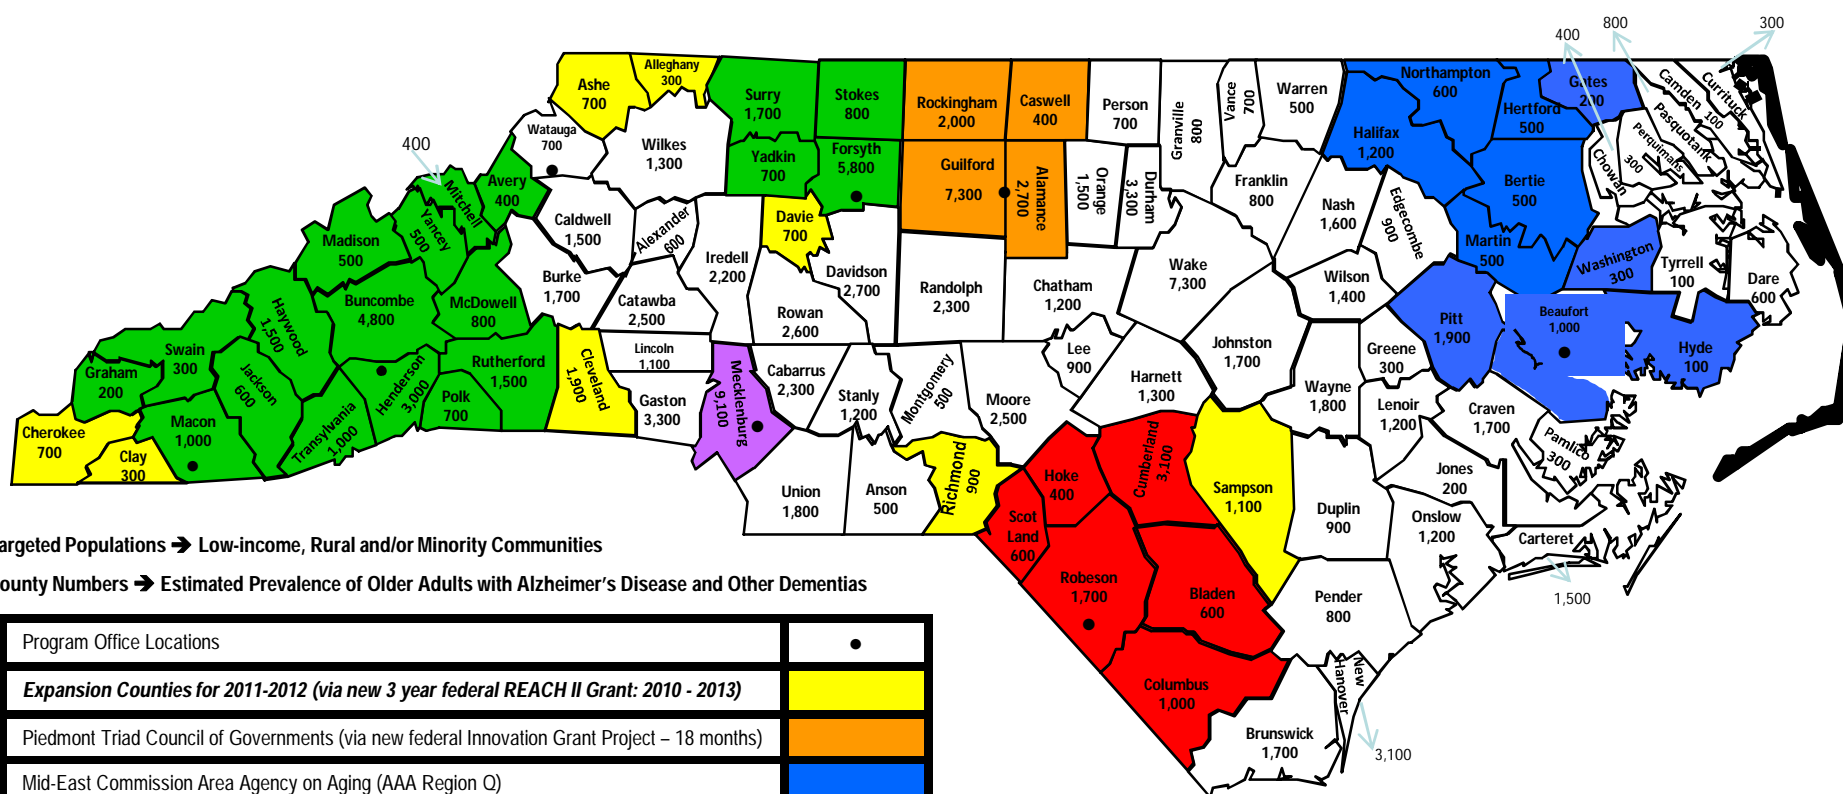 400
800
300
Ashe
700
Alleghany
300
Surry
1,700
Stokes
800
Rockingham
2,000
Caswell
400
Person
700
Granville
800
Vance
700
Warren
500
Northampton
600
Hertford
500
Gates
200
Camden
100
Currituck
Pasquotank
Perquimans
300
Chowan
Halifax
1,200
Watauga
700
Wilkes
1,300
Yadkin
700
Forsyth
5,800
Guilford
7,300
Alamance
2,700
Orange
1,500
Durham
3,300
Franklin
800
Nash
1,600
Edgecombe
900
Bertie
500
Martin
500
Washington
300
Tyrrell
100
Dare
600
400
Mitchell
Avery
400
Yancey
500
Madison
500
Caldwell
1,500
Alexander
600
Iredell
2,200
Davie
700
Davidson
2,700
Randolph
2,300
Chatham
1,200
Wake
7,300
Wilson
1,400
Pitt
1,900
Beaufort
1,000
Hyde
100
Haywood
1,500
Buncombe
4,800
McDowell
800
Burke
1,700
Catawba
2,500
Rowan
2,600
Lee
900
Johnston
1,700
Greene
300
Swain
300
Graham
200
Jackson
600
Henderson
3,000
Rutherford
1,500
Polk
700
Cleveland
1,900
Lincoln
1,100
Gaston
3,300
Mecklenburg
9,100
Cabarrus
2,300
Stanly
1,200
Montgomery
500
Moore
2,500
Harnett
1,300
Wayne
1,800
Lenoir
1,200
Craven
1,700
Pamlico
300
Cherokee
700
Clay
300
Macon
1,000
Transylvania
1,000
Union
1,800
Anson
500
Richmond
900
Hoke
400
Scot
Land
600
Cumberland
3,100
Sampson
1,100
Duplin
900
Jones
200
Onslow
1,200
Carteret
1,500
Robeson
1,700
Bladen
600
Pender
800
Columbus
1,000
Brunswick
1,700
New
Hanover
3,100
argeted Populations ➔ Low-income, Rural and/or Minority Communities
ounty Numbers ➔ Estimated Prevalence of Older Adults with Alzheimer's Disease and Other Dementias
Program Office Locations
Expansion Counties for 2011-2012 (via new 3 year federal REACH II Grant: 2010 - 2013)
Piedmont Triad Council of Governments (via new federal Innovation Grant Project – 18 months)
Mid-East Commission Area Agency on Aging (AAA Region Q)